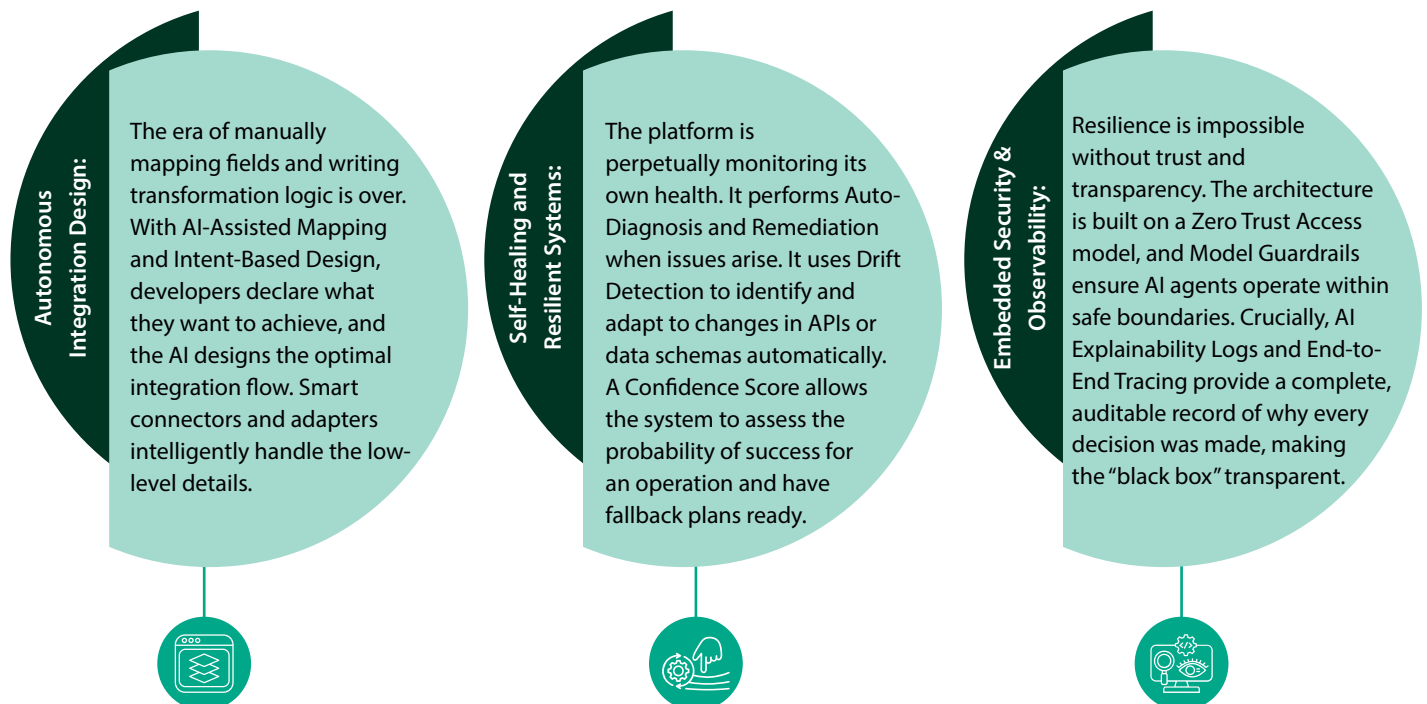 Autonomous
Integration Design:
The era of manually
mapping fields and writing
transformation logic is over.
With AI-Assisted Mapping
and Intent-Based Design,
developers declare what
they want to achieve, and
the AI designs the optimal
integration flow. Smart
connectors and adapters
intelligently handle the low-
level details.
Self-Healing and
Resilient Systems:
The platform is
perpetually monitoring its
own health. It performs Auto-
Diagnosis and Remediation
when issues arise. It uses Drift
Detection to identify and
adapt to changes in APIs or
data schemas automatically.
A Confidence Score allows
the system to assess the
probability of success for
an operation and have
fallback plans ready.
Embedded Security &
Observability:
Resilience is impossible
without trust and
transparency. The architecture
is built on a Zero Trust Access
model, and Model Guardrails
ensure AI agents operate within
safe boundaries. Crucially, AI
Explainability Logs and End-to-
End Tracing provide a complete,
auditable record of why every
decision was made, making
the “black box” transparent.